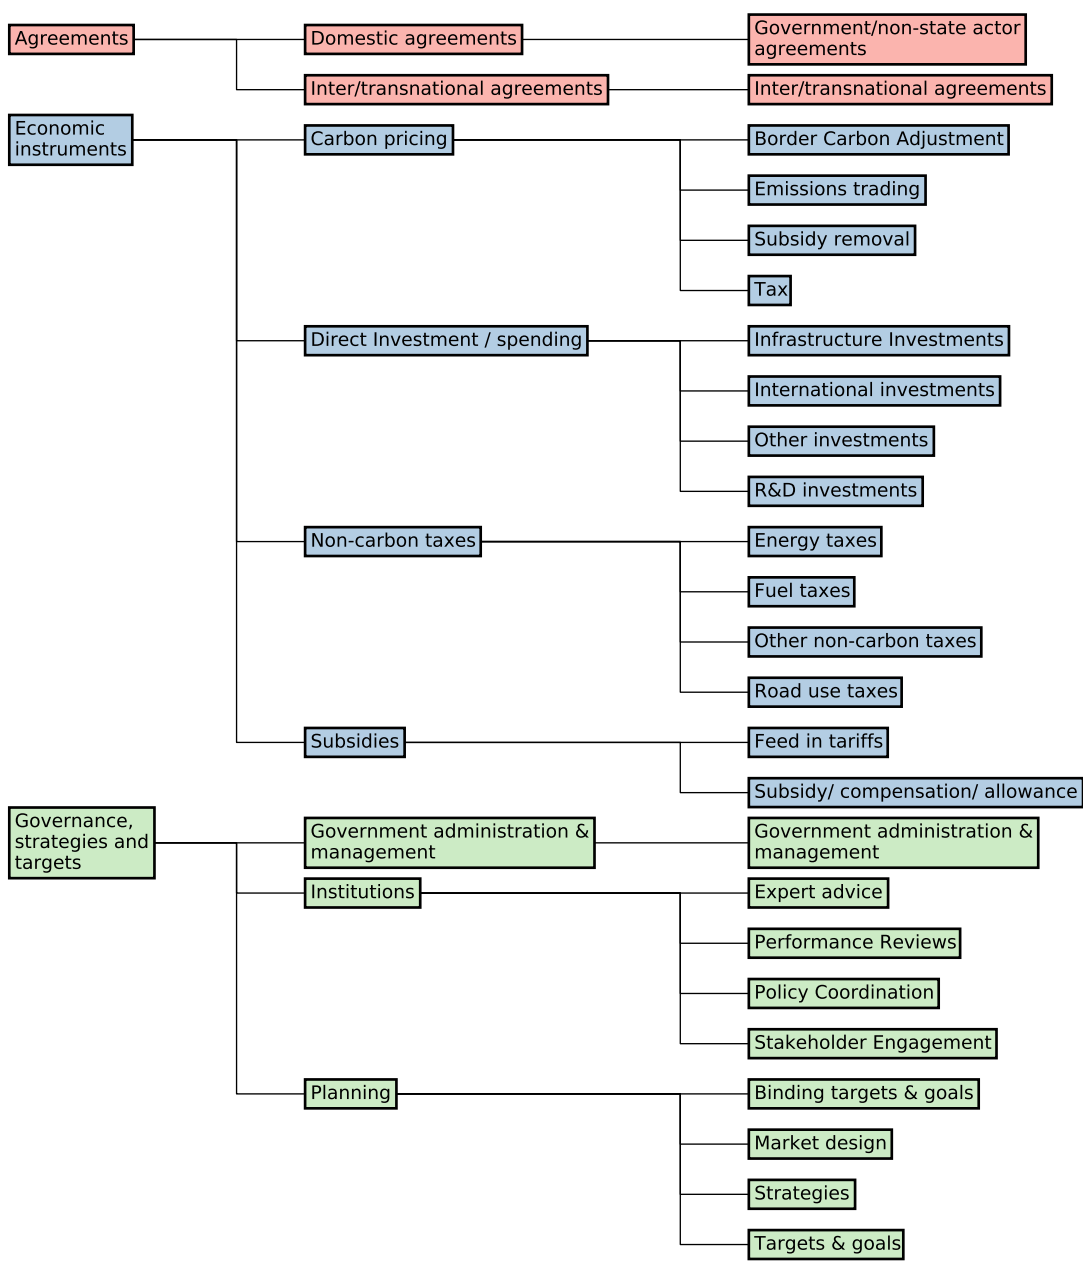 Agreements
Domestic agreements
Government/non-state actor
agreements
Inter/transnational agreements
Inter/transnational agreements
Economic
instruments
Carbon pricing
Border Carbon Adjustment
Emissions trading
Subsidy removal
Tax
Direct Investment / spending
Infrastructure Investments
International investments
Other investments
R&D investments
Non-carbon taxes
Energy taxes
Fuel taxes
Other non-carbon taxes
Road use taxes
Subsidies
Feed in tariffs
Subsidy/ compensation/ allowance
Governance,
strategies and
targets
Government administration &
management
Government administration &
management
Institutions
Expert advice
Performance Reviews
Policy Coordination
Stakeholder Engagement
Planning
Binding targets & goals
Market design
Strategies
Targets & goals